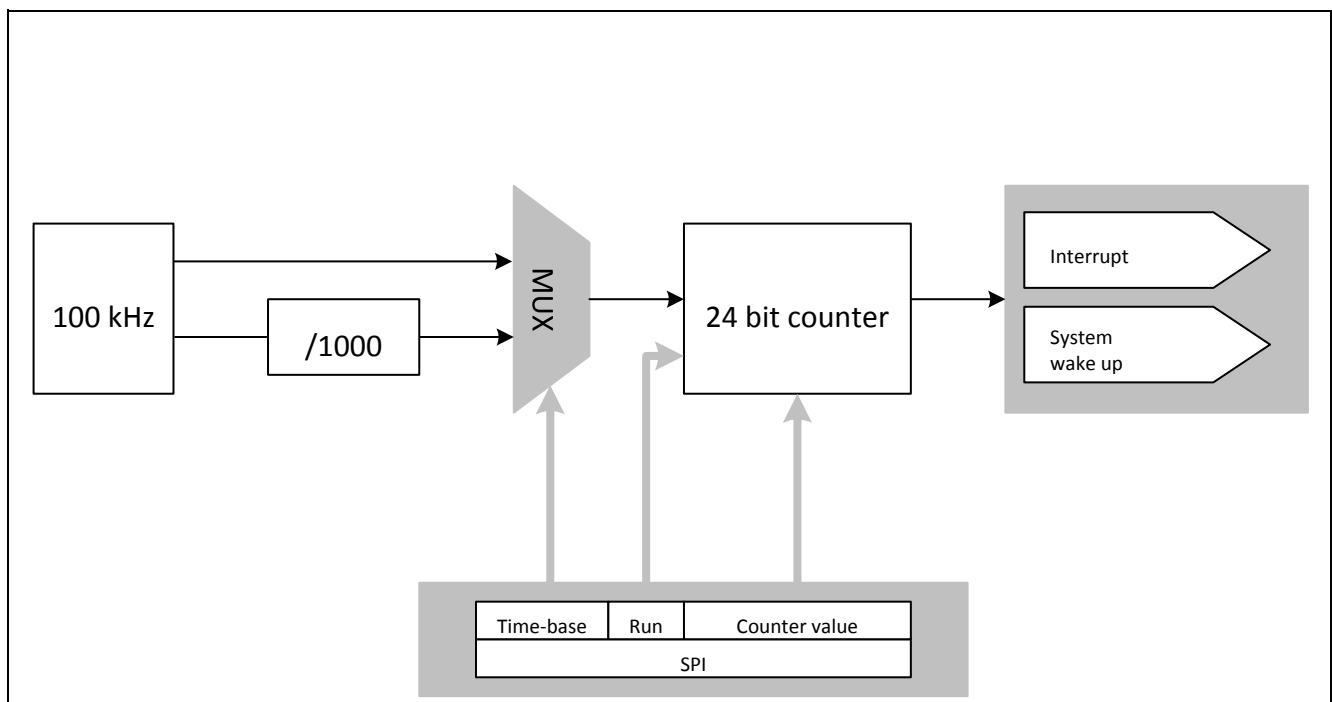 100 kHz
/1000
MUX
24 bit counter
Interrupt
System
wake up
Time-base
Run
Counter value
SPI